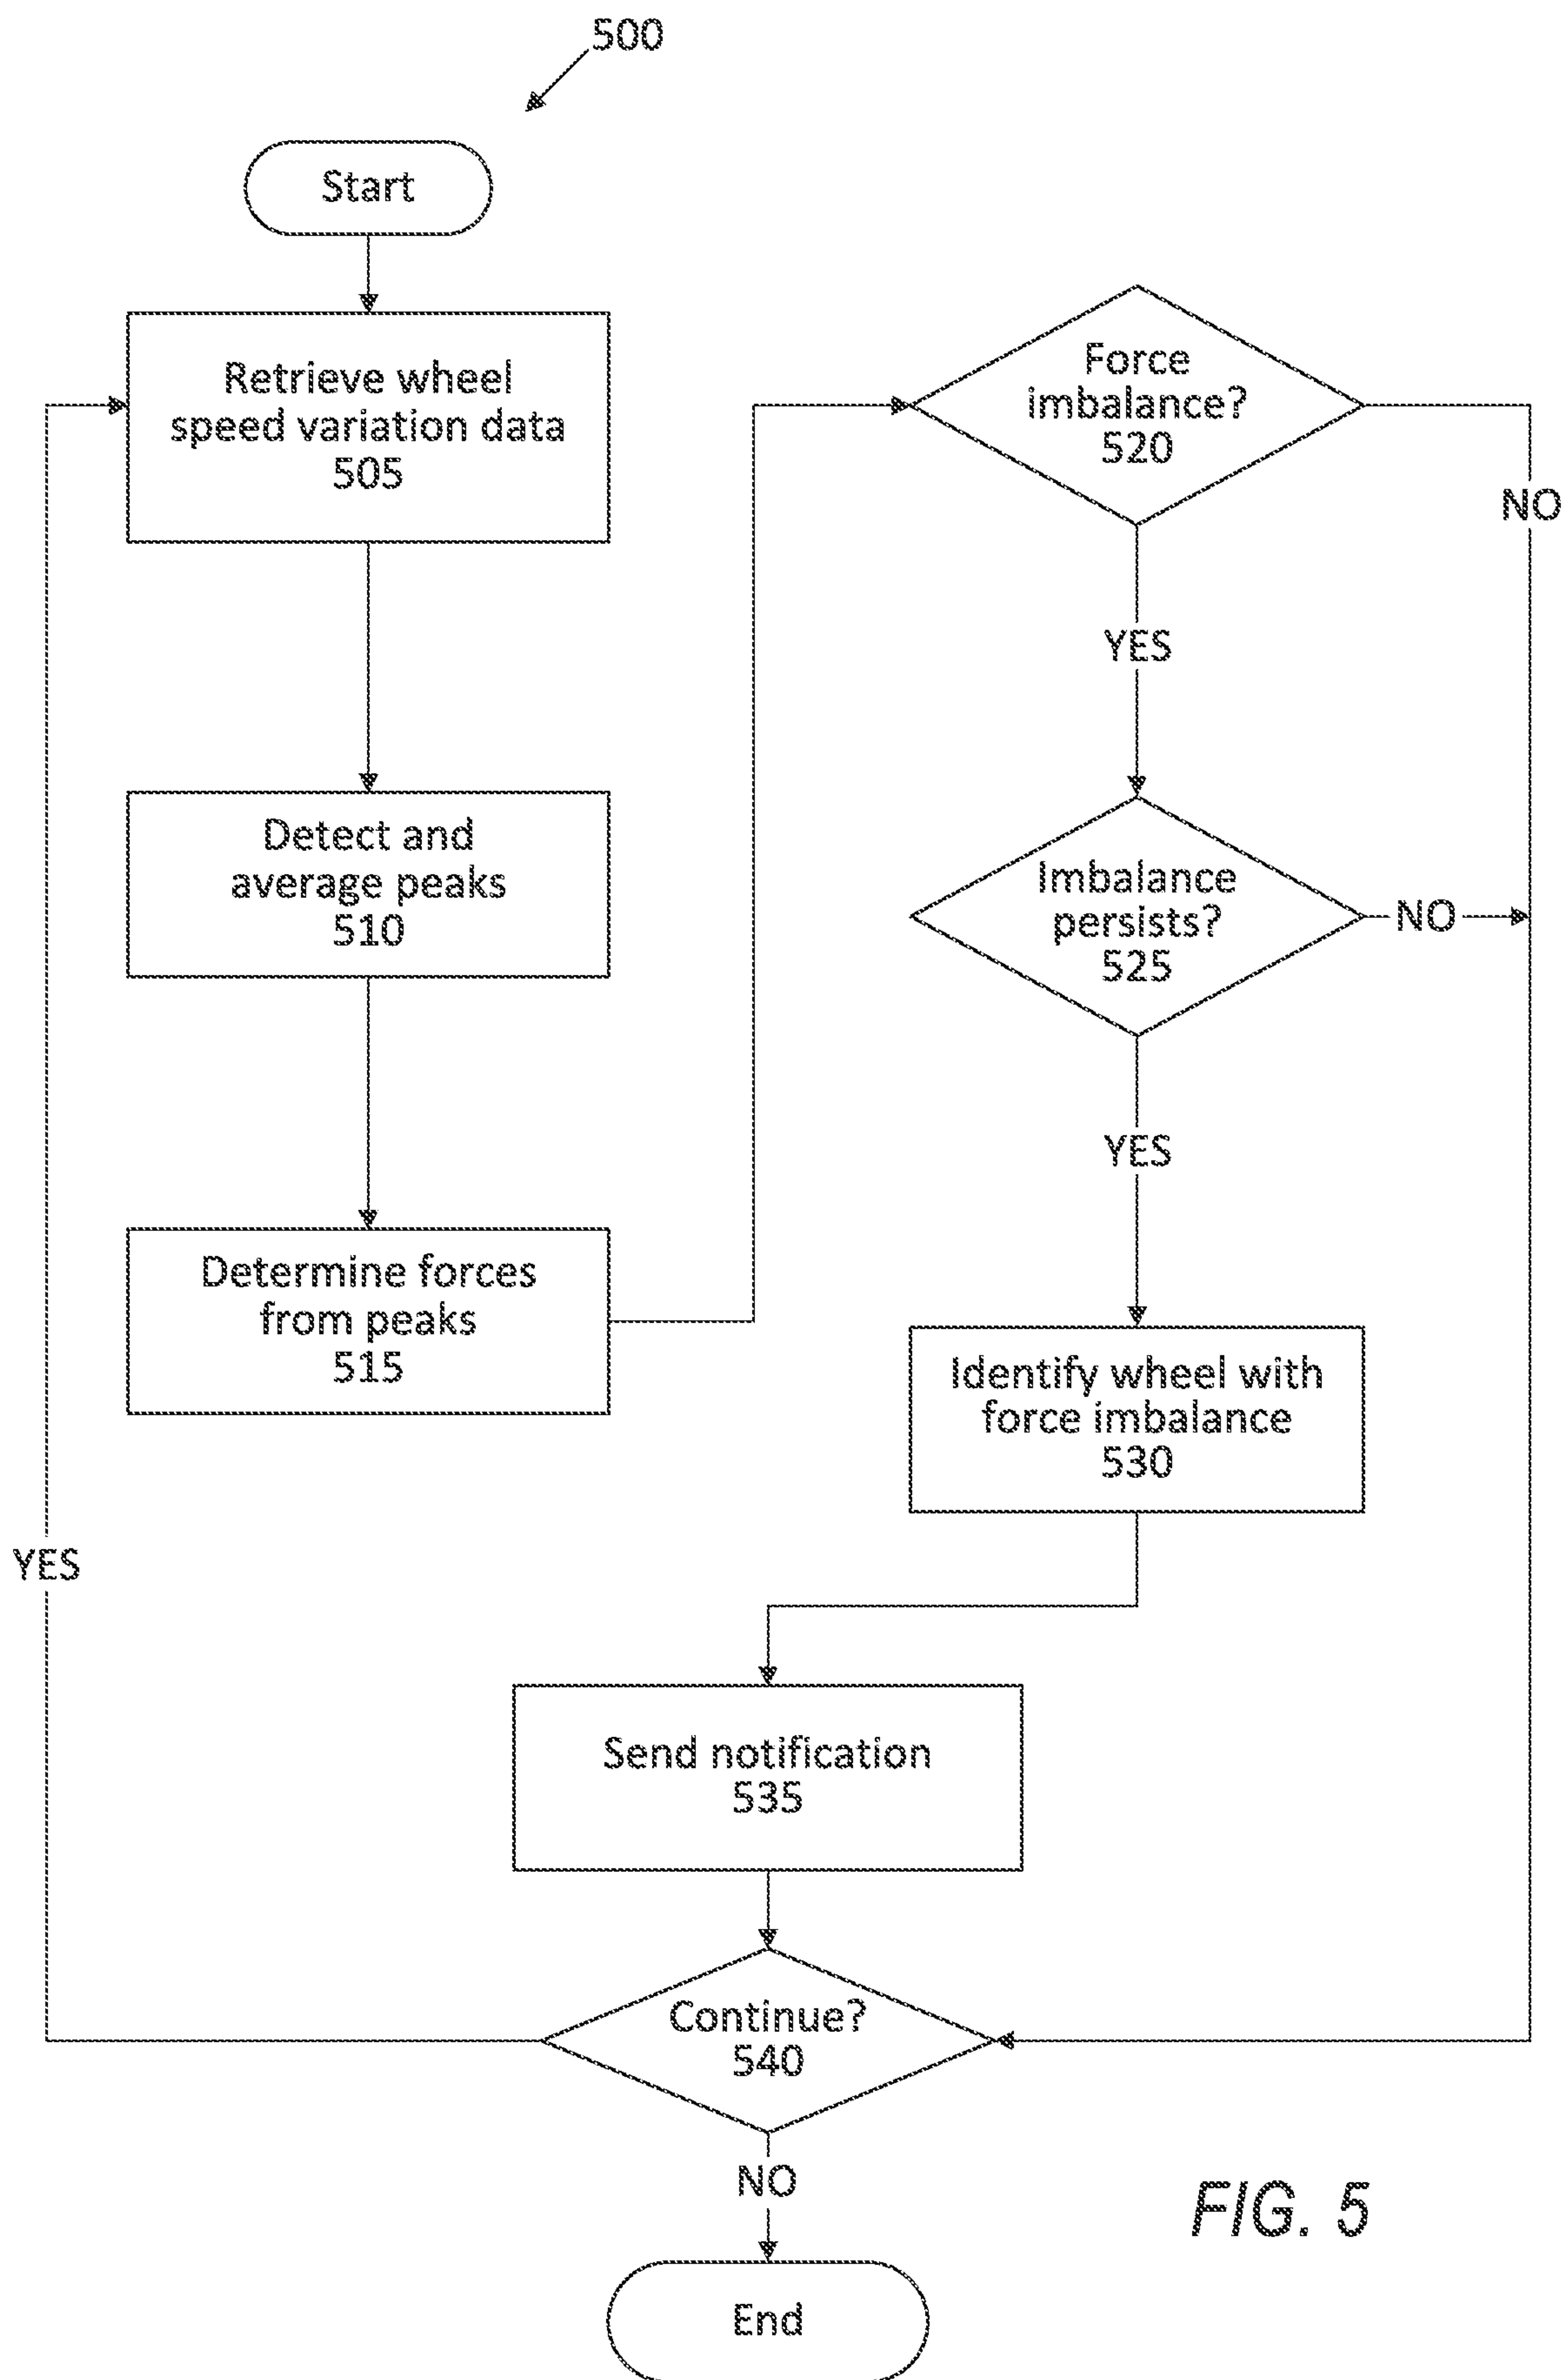 500
Start
Retrieve wheel
speed variation data
505
Detect and
average peaks
510
Determine forces
from peaks
515
Force
imbalance?
520
NO
YES
Imbalance
persists?
525
NO
YES
Identify wheel with
force imbalance
530
YES
Send notification
535
Continue?
540
NO
End
FIG. 5